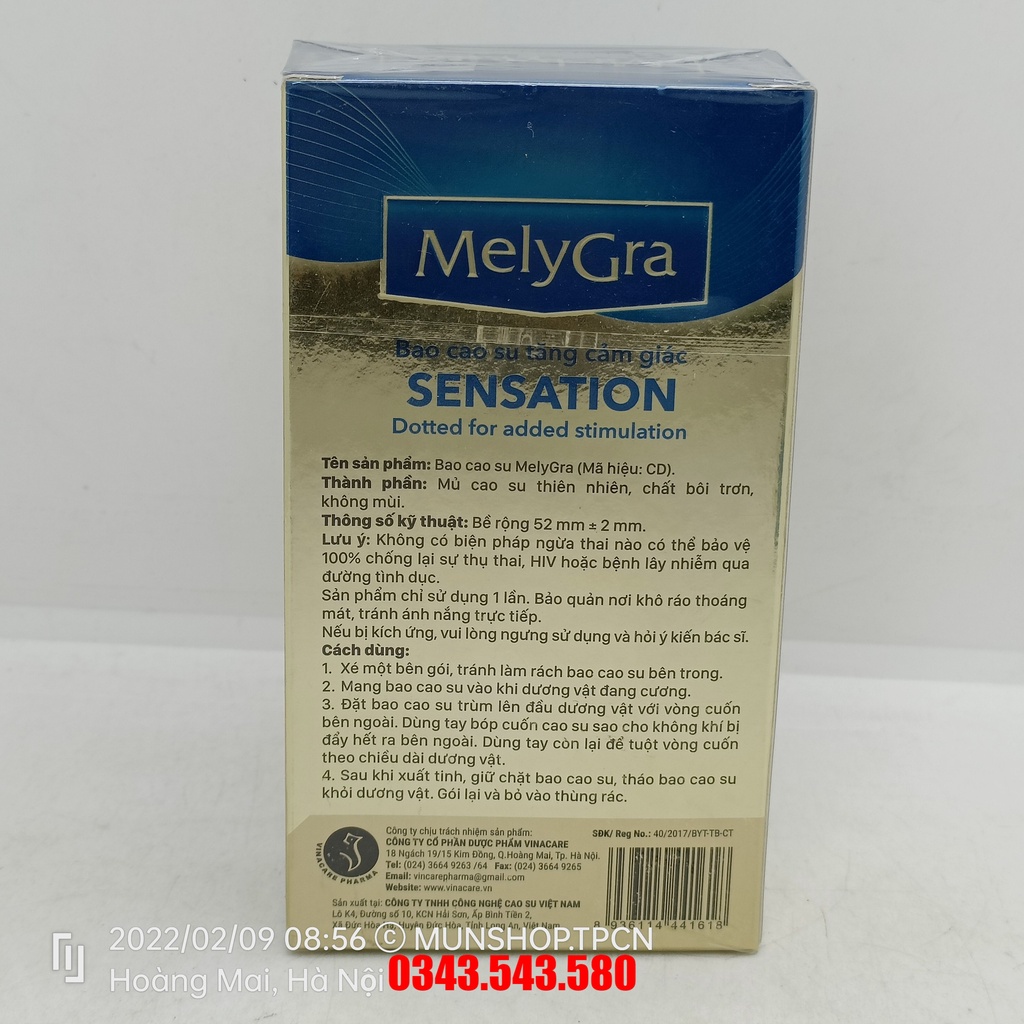 MelyGra
Bao cao su tăng cảm giác
SENSATION
Dotted for added stimulation
Tên sản phẩm: Bao cao su MelyGra (Mã hiệu: CD).
Thành phần: Mủ cao su thiên nhiên, chất bôi trơn,
không mùi.
Thông số kỹ thuật: Bề rộng 52 mm ± 2 mm.
Lưu ý: Không có biện pháp ngừa thai nào có thể bảo vệ
100% chống lại sự thụ thai, HIV hoặc bệnh lây nhiễm qua
đường tình dục.
Sản phẩm chỉ sử dụng 1 lần. Bảo quản nơi khô ráo thoáng
mát, tránh ánh nắng trực tiếp.
Nếu bị kích ứng, vui lòng ngưng sử dụng và hỏi ý kiến bác sĩ.
Cách dùng:
1. Xé một bên gói, tránh làm rách bao cao su bên trong.
2. Mang bao cao su vào khi dương vật đang cương.
3. Đặt bao cao su trùm lên đầu dương vật với vòng cuốn
bên ngoài. Dùng tay bóp cuốn cao su sao cho không khí bị
đẩy hết ra bên ngoài. Dùng tay còn lại để tuột vòng cuốn
theo chiều dài dương vật.
4. Sau khi xuất tinh, giữ chặt bao cao su, tháo bao cao su
khỏi dương vật. Gói lại và bỏ vào thùng rác.
VINACARE PHARMA
Công ty chịu trách nhiệm sản phẩm:
CÔNG TY CỔ PHẦN DƯỢC PHẨM VINACARE
18 Ngách 19/15 Kim Đồng, Q.Hoàng Mai, Tp. Hà Nội.
Tel: (024) 3664 9263 /64 Fax: (024) 3664 9265
Email: vincarepharma@gmail.com
Website: www.vinacare.vn
SĐK/ Reg No.: 40/2017/BYT-TB-CT
Sản xuất tại: CÔNG TY TNHH CÔNG NGHỆ CAO SU VIỆT NAM
Lô K4, Đường số 10, KCN Hải Sơn, Ấp Bình Tiền 2,
Xã Đức Hòa Hạ, Huyện Đức Hòa, Tỉnh Long An, Việt Nam
8 936114 441618
2022/02/09 08:56 © MUNSHOP.TPCN
Hoàng Mai, Hà Nội
0343.543.580